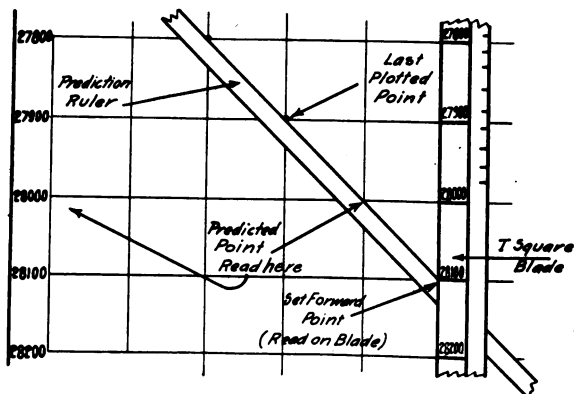 27800
27900
28000
28100
28200
Prediction
Ruler
Last
Plotted
Point
Predicted
Point
Read here
Set Forward
Point
(Read on Blade)
T Square
Blade
27800
27900
28000
28100
28200